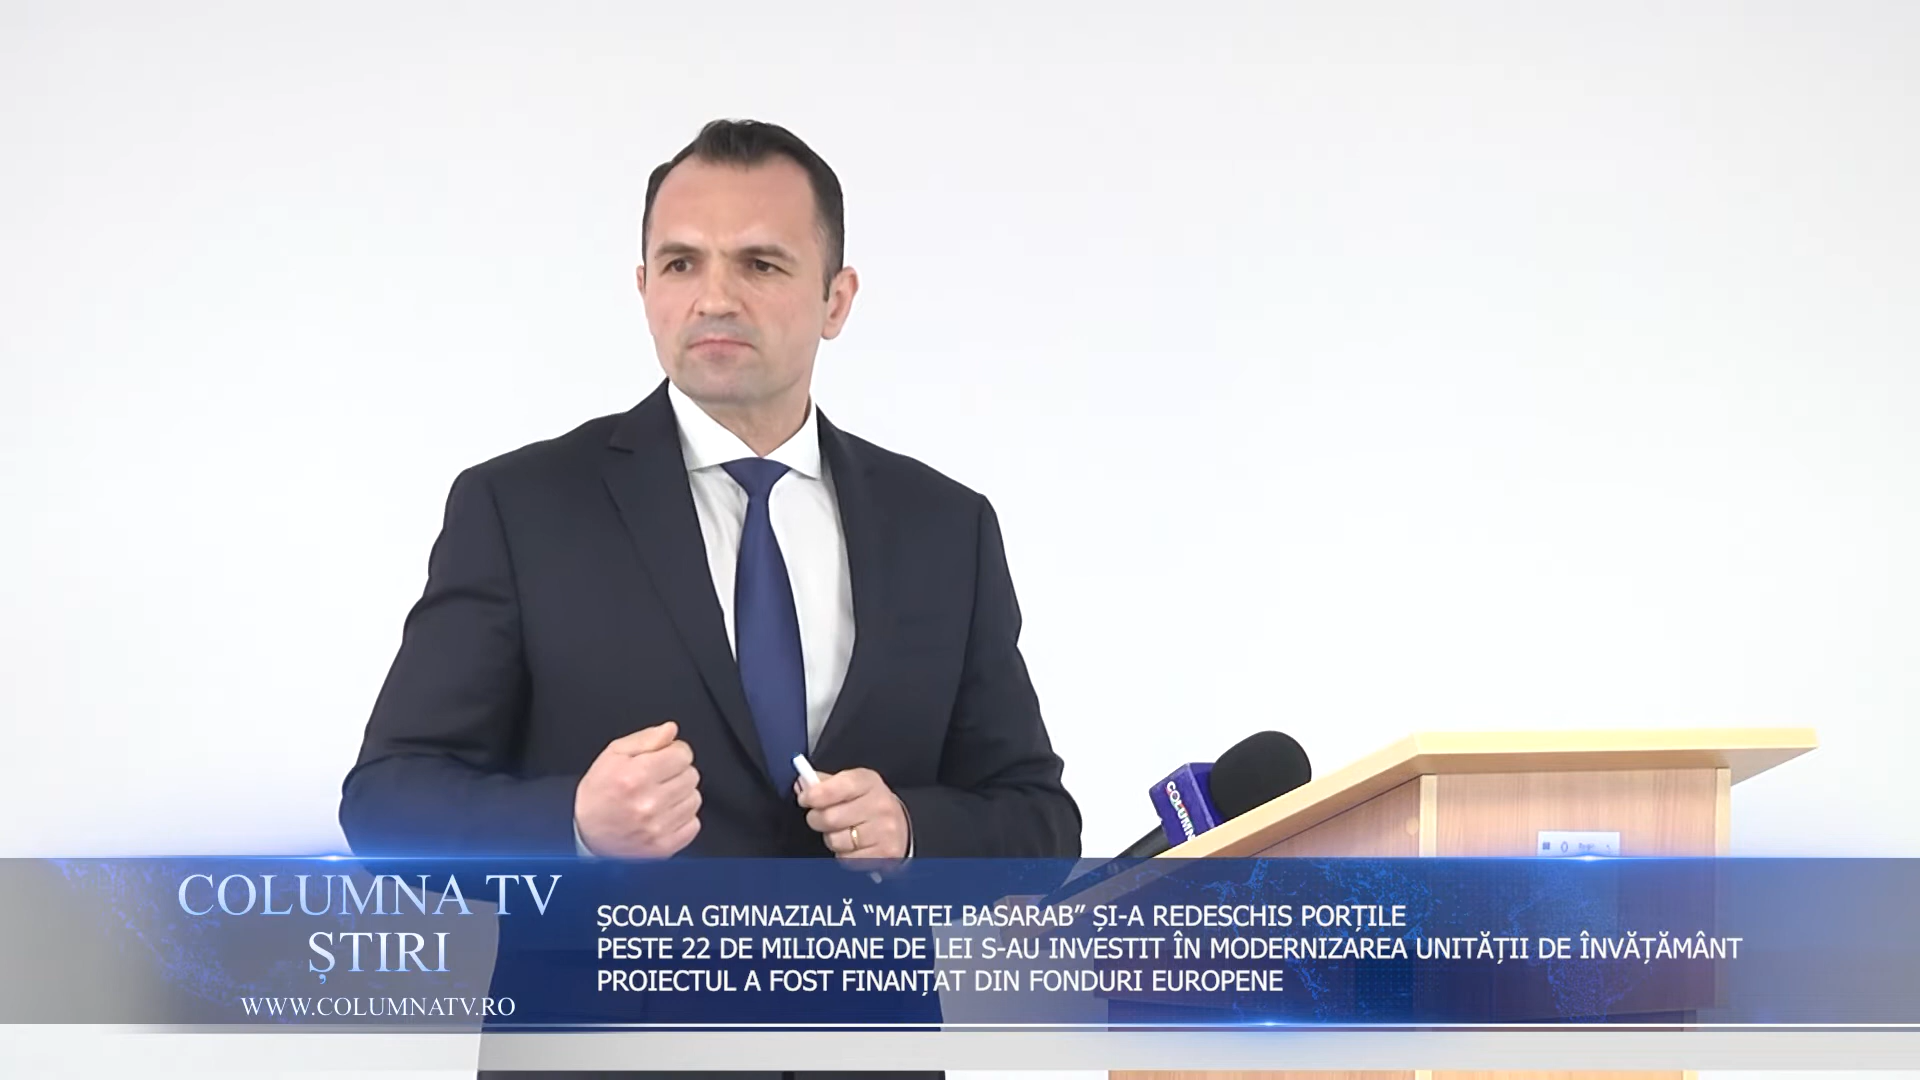 COLUMNA TV
ȘTIRI
WWW.COLUMNATV.RO
ȘCOALA GIMNAZIALĂ “MATEI BASARAB” ȘI-A REDESCHIS PORȚILE
PESTE 22 DE MILIOANE DE LEI S-AU INVESTIT ÎN MODERNIZAREA UNITĂȚII DE ÎNVĂȚĂMÂNT
PROIECTUL A FOST FINANȚAT DIN FONDURI EUROPENE
COLUMN